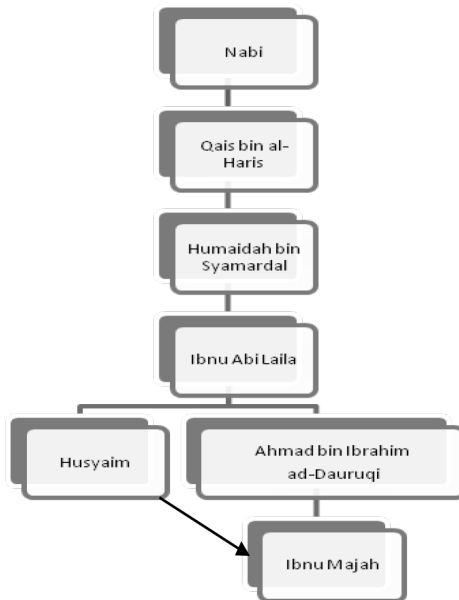 Nabi
Qais bin al-
Haris
Humaidah bin
Syamardal
Ibnu Abi Laila
Husyaim
Ahmad bin Ibrahim
ad-Dauruqi
Ibnu Majah